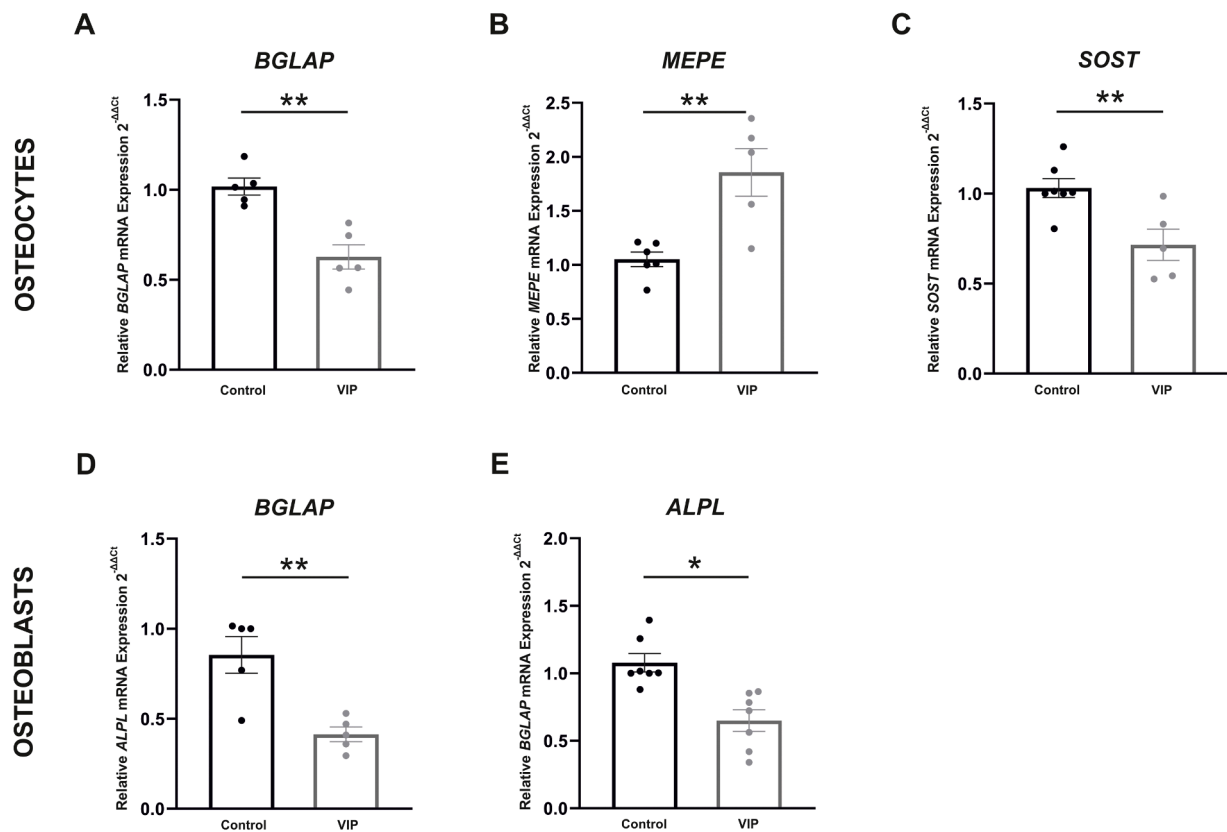 A
B
C
BGLAP
MEPE
SOST
OSTEOCYTES
Relative BGLAP mRNA Expression 2^-ΔΔCt
1.5
1.0
0.5
0.0
**
Control
VIP
Relative MEPE mRNA Expression 2^-ΔΔCt
2.5
2.0
1.5
1.0
0.5
0.0
**
Control
VIP
Relative SOST mRNA Expression 2^-ΔΔCt
1.5
1.0
0.5
0.0
**
Control
VIP
D
E
BGLAP
ALPL
OSTEOBLASTS
Relative ALPL mRNA Expression 2^-ΔΔCt
1.5
1.0
0.5
0.0
**
Control
VIP
Relative BGLAP mRNA Expression 2^-ΔΔCt
2.0
1.5
1.0
0.5
0.0
*
Control
VIP